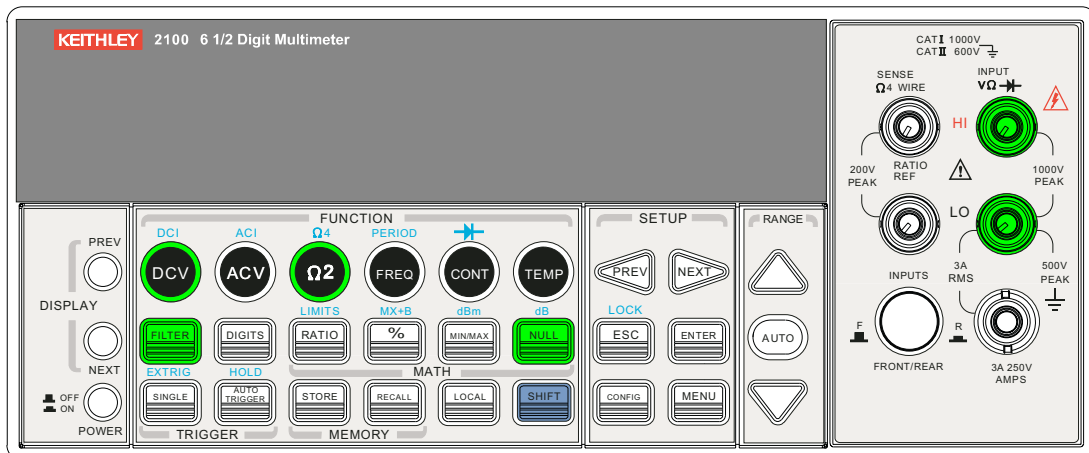 KEITHLEY 2100 6 1/2 Digit Multimeter
PREV
DISPLAY
NEXT
OFF
ON
POWER
FUNCTION
DCI ACI Ω4 PERIOD
DCV ACV Ω2 FREQ CONT TEMP
LIMITS MX+B dBm dB
FILTER DIGITS RATIO % MIN/MAX NULL
EXTRIG HOLD MATH
SINGLE AUTO TRIGGER STORE RECALL LOCAL SHIFT
TRIGGER MEMORY
SETUP
PREV NEXT
LOCK
ESC ENTER
CONFIG MENU
RANGE
AUTO
CAT I 1000V
CAT II 600V
SENSE
Ω4 WIRE
INPUT
VΩ
HI
200V
PEAK
RATIO
REF
1000V
PEAK
LO
INPUTS
3A
RMS
500V
PEAK
F
R
FRONT/REAR
3A 250V
AMPS